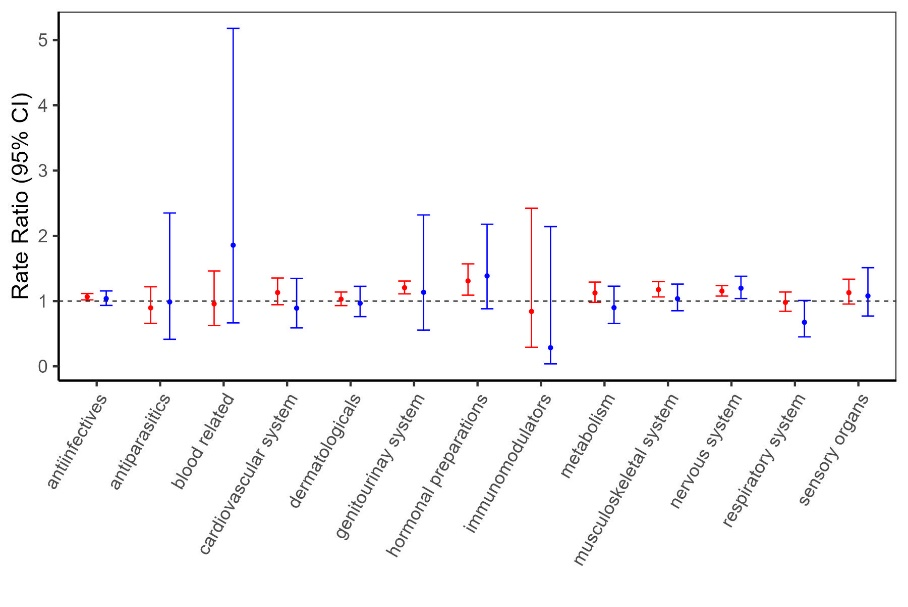 Rate Ratio (95% CI)
5
4
3
2
1
0
antiinfectives
antiparasitics
blood related
cardiovascular system
dermatologicals
genitourinay system
hormonal preparations
immunomodulators
metabolism
musculoskeletal system
nervous system
respiratory system
sensory organs